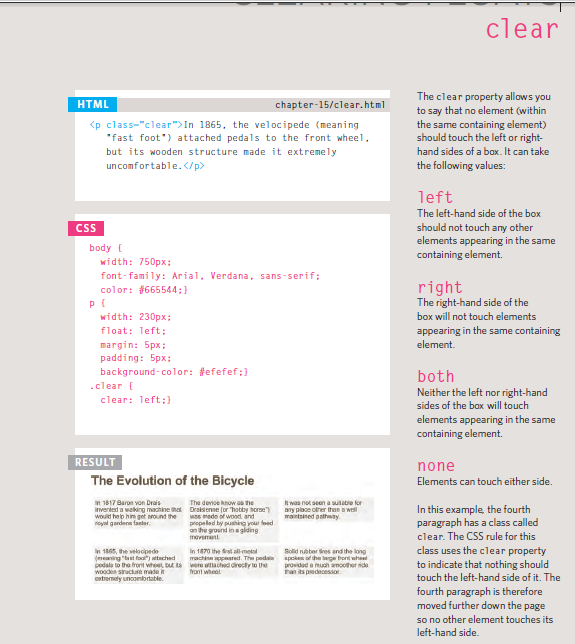 clear
HTML
chapter-15/clear.html
<p class="clear">In 1865, the velocipede (meaning
"fast foot") attached pedals to the front wheel,
but its wooden structure made it extremely
uncomfortable.</p>
CSS
body {
width: 750px;
font-family: Arial, Verdana, sans-serif;
color: #665544;}
p {
width: 230px;
float: left;
margin: 5px;
padding: 5px;
background-color: #efefef;}
.clear {
clear: left;}
RESULT
The Evolution of the Bicycle
In 1817 Baron von Drais
invented a walking machine that
would help him get around the
royal gardens faster.
The device know as the
Draisienne (or "hobby horse")
was made of wood, and
propelled by pushing your feed
on the ground in a gliding
movement.
It was not seen a suitable for
any place other than a well
maintained pathway.
In 1865, the velocipede
(meaning "fast foot") attached
pedals to the front wheel, but its
wooden structure made it
extremely uncomfortable.
In 1870 the first all-metal
machine appeared. The pedals
were attached directly to the
front wheel.
Solid rubber tires and the long
spokes of the large front wheel
provided a much smoother ride
than its predecessor.
The clear property allows you
to say that no element (within
the same containing element)
should touch the left or right-
hand sides of a box. It can take
the following values:
left
The left-hand side of the box
should not touch any other
elements appearing in the same
containing element.
right
The right-hand side of the
box will not touch elements
appearing in the same containing
element.
both
Neither the left nor right-hand
sides of the box will touch
elements appearing in the same
containing element.
none
Elements can touch either side.
In this example, the fourth
paragraph has a class called
clear. The CSS rule for this
class uses the clear property
to indicate that nothing should
touch the left-hand side of it. The
fourth paragraph is therefore
moved further down the page
so no other element touches its
left-hand side.